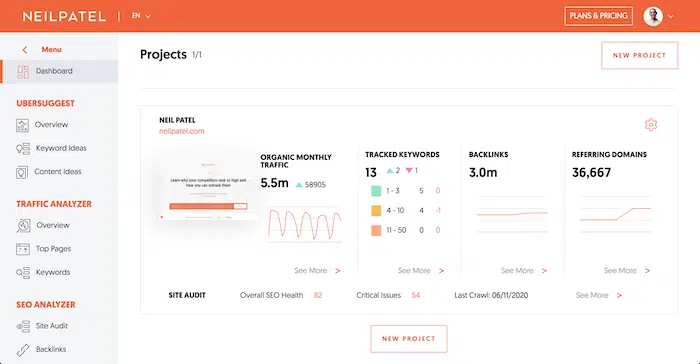 NEILPATEL EN PLANS & PRICING
Menu
Dashboard
UBERSUGGEST
Overview
Keyword Ideas
Content Ideas
TRAFFIC ANALYZER
Overview
Top Pages
Keywords
SEO ANALYZER
Site Audit
Backlinks
Projects 1/1
NEW PROJECT
NEIL PATEL
neilpatel.com
Learn why your competitors rank so high and
how you can outrank them
ORGANIC MONTHLY
TRAFFIC
5.5m 58905
See More >
TRACKED KEYWORDS
13 2 1
1 - 3 5 0
4 - 10 4 -1
11 - 50 0 -1
See More >
BACKLINKS
3.0m
See More >
REFERRING DOMAINS
36,667
See More >
SITE AUDIT Overall SEO Health 82 Critical Issues 54 Last Crawl: 06/11/2020 See More >
NEW PROJECT